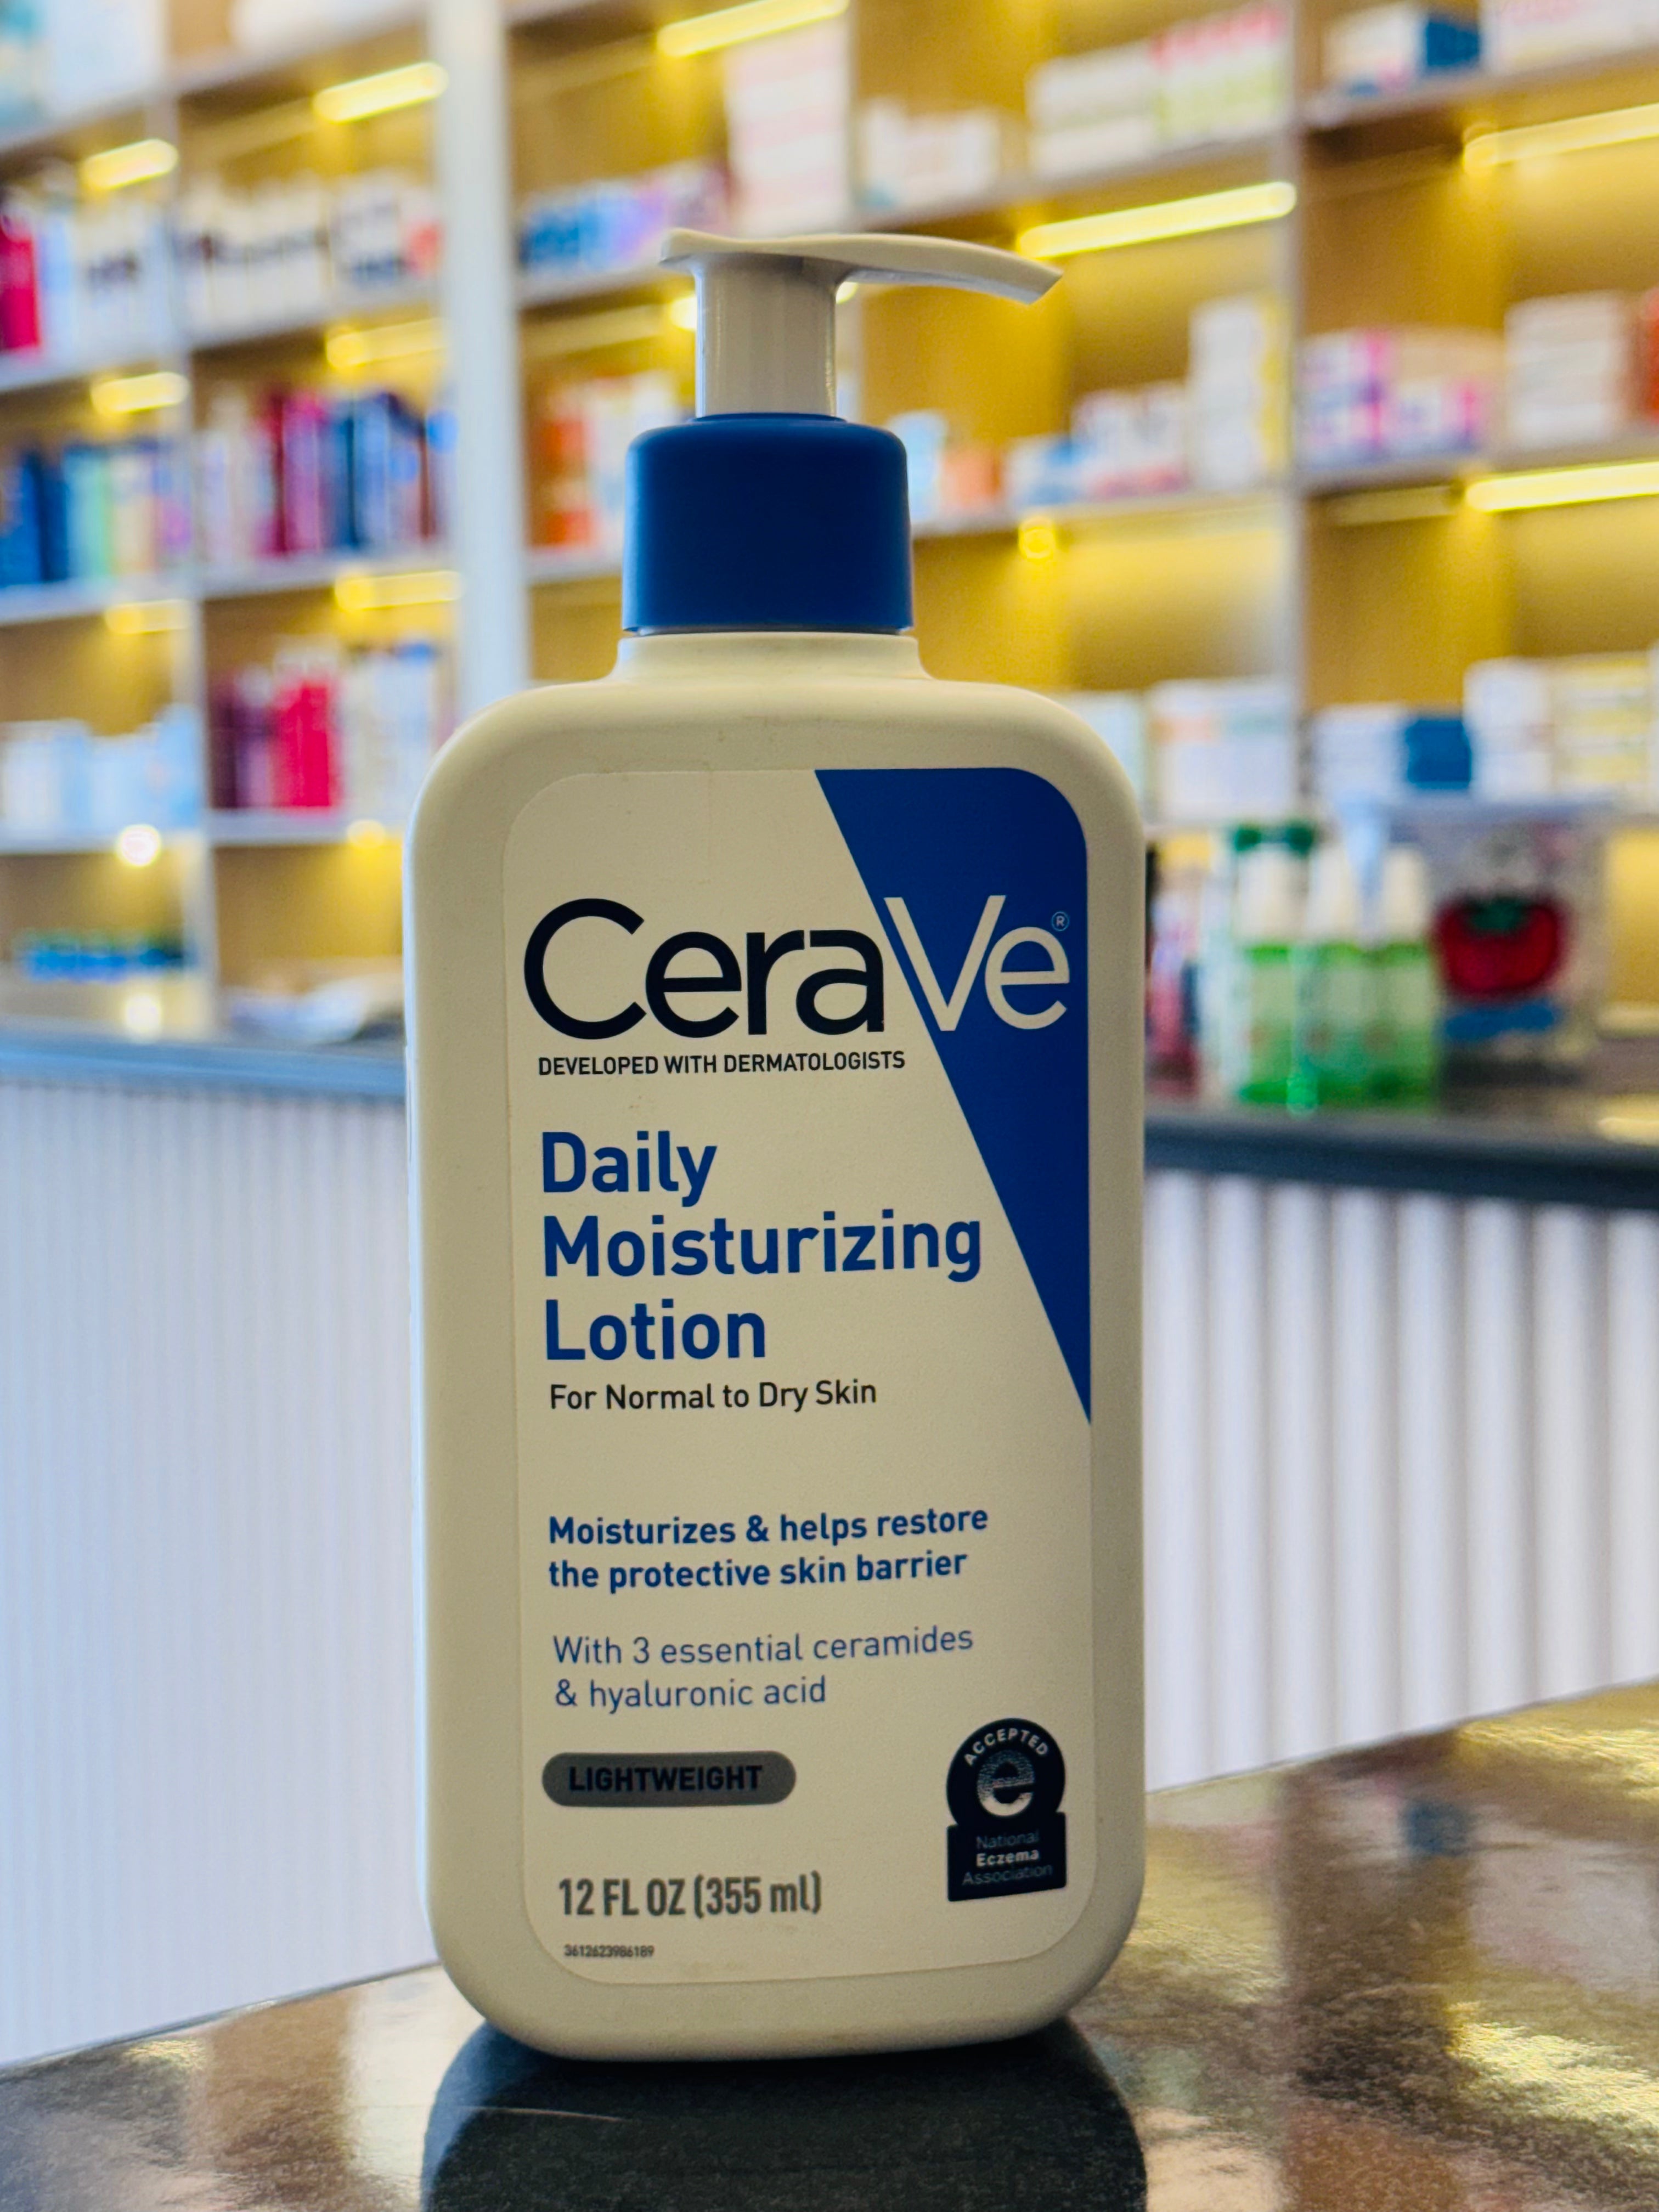 CeraVe®
DEVELOPED WITH DERMATOLOGISTS
Daily
Moisturizing
Lotion
For Normal to Dry Skin
Moisturizes & helps restore
the protective skin barrier
With 3 essential ceramides
& hyaluronic acid
LIGHTWEIGHT
ACCEPTED
e
National
Eczema
Association
12 FL OZ (355 ml)
3612623986189